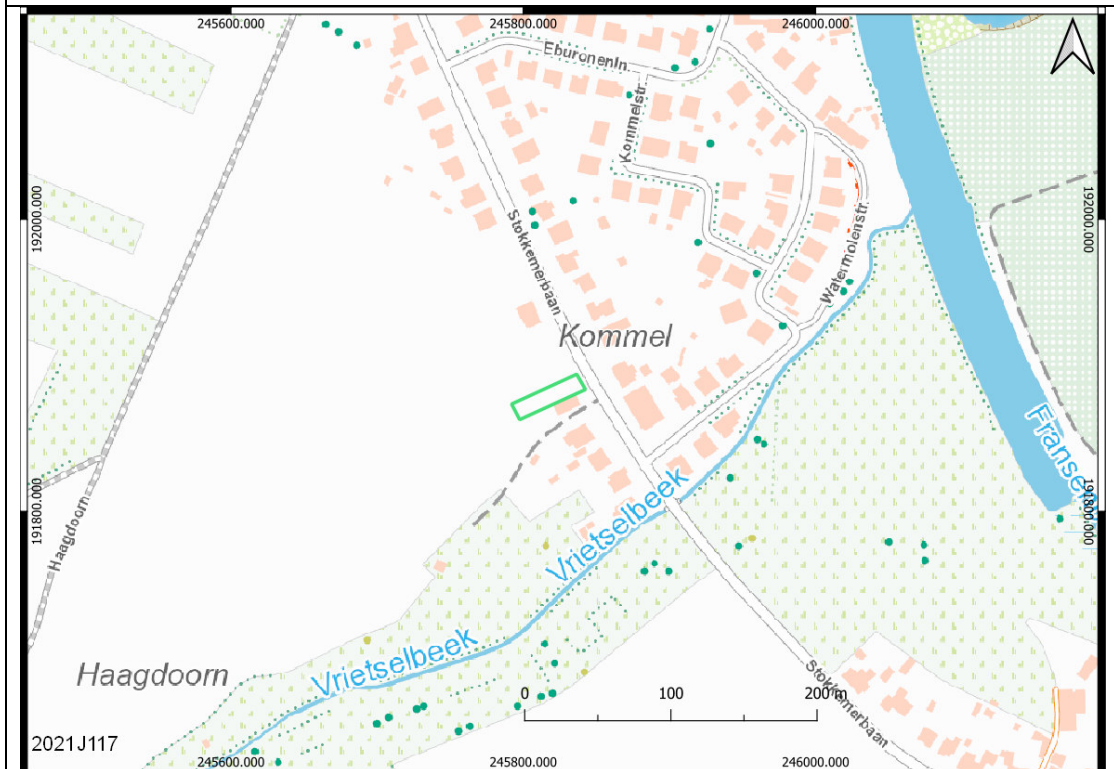 245600.000
245800.000
246000.000
Eburonenln
Kommelstr.
192000.000
192000.000
Stokkemerbaan
Watermolenstr.
Kommel
Fransen
191800.000
191800.000
Haagdoorn
Vrietselbeek
Vrietselbeek
Haagdoorn
Stokkemerbaan
0
100
200 m
2021J117
245600.000
245800.000
246000.000